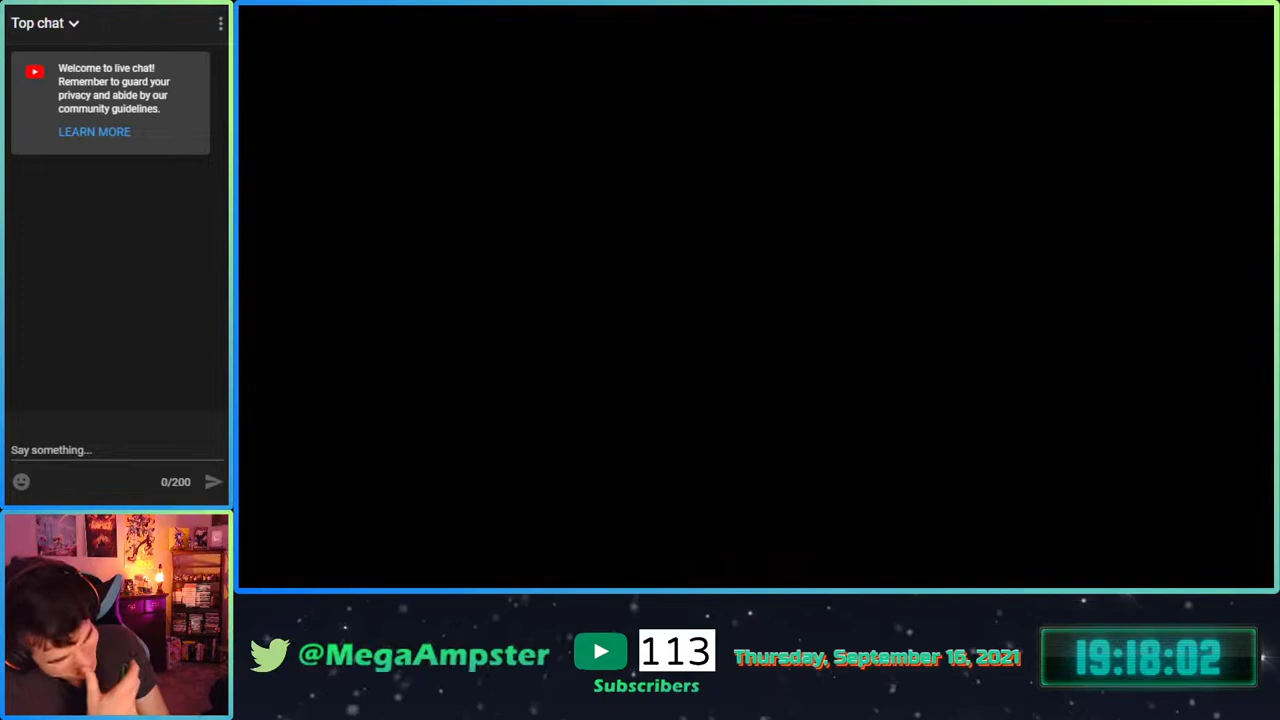 Top chat
Welcome to live chat!
Remember to guard your
privacy and abide by our
community guidelines.
LEARN MORE
Say something...
0/200
@MegaAmpster
113
Subscribers
Thursday, September 16, 2021
19:18:02